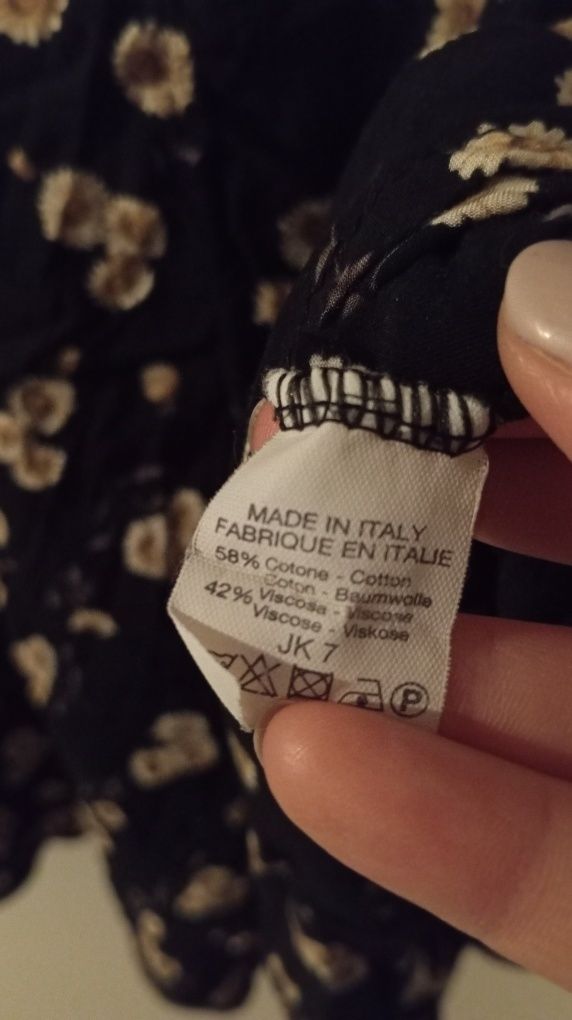 MADE IN ITALY
FABRIQUE EN ITALIE
58% Cotone - Cotton
Coton - Baumwolle
42% Viscosa - Viscose
Viscose - Viskose
JK 7
P